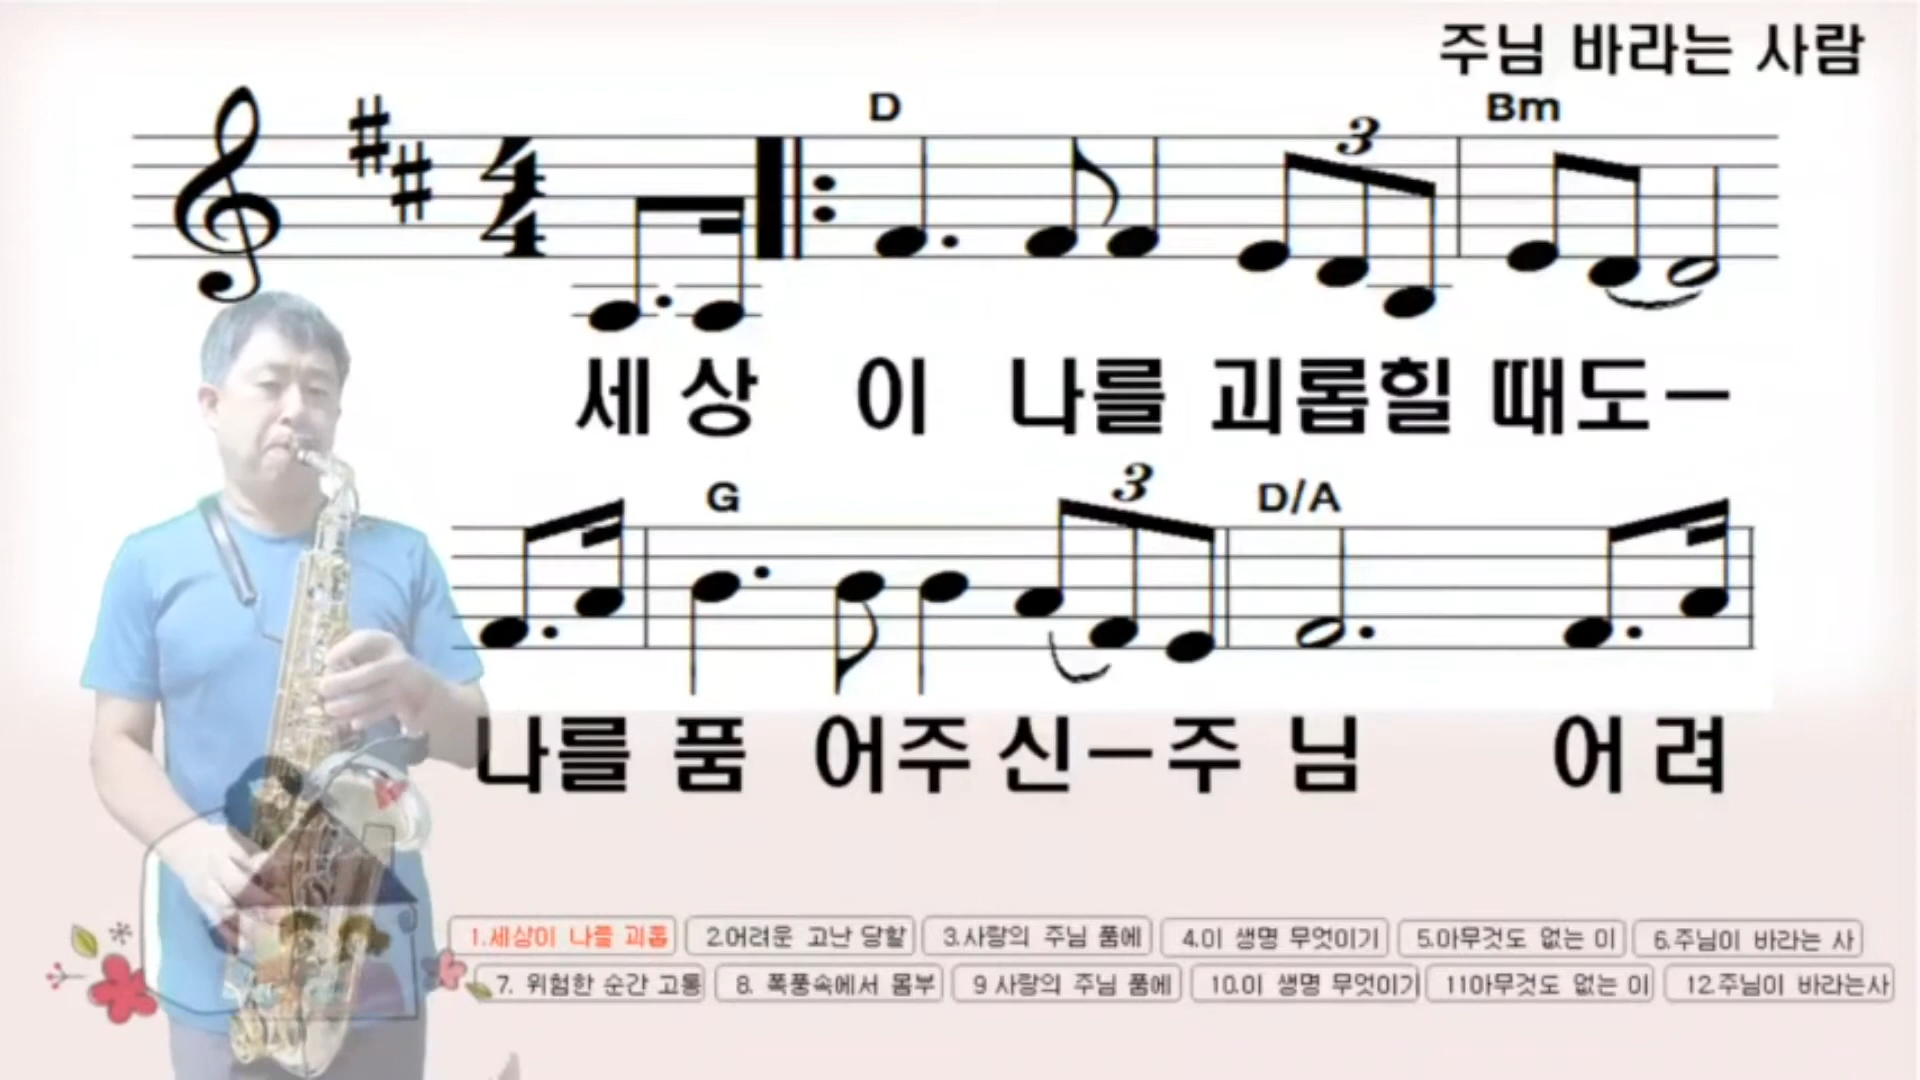 주님 바라는 사람
D Bm
4/4 3
세 상 이 나를 괴롭힐 때도-
G 3 D/A
나를 품 어주 신-주 님 어 려
1.세상이 나를 괴롭 2.어려운 고난 당할 3.사랑의 주님 품에 4.이 생명 무엇이기 5.아무것도 없는 이 6.주님이 바라는 사
7. 위험한 순간 고통 8. 폭풍속에서 몸부 9 사랑의 주님 품에 10.이 생명 무엇이기 11아무것도 없는 이 12.주님이 바라는사